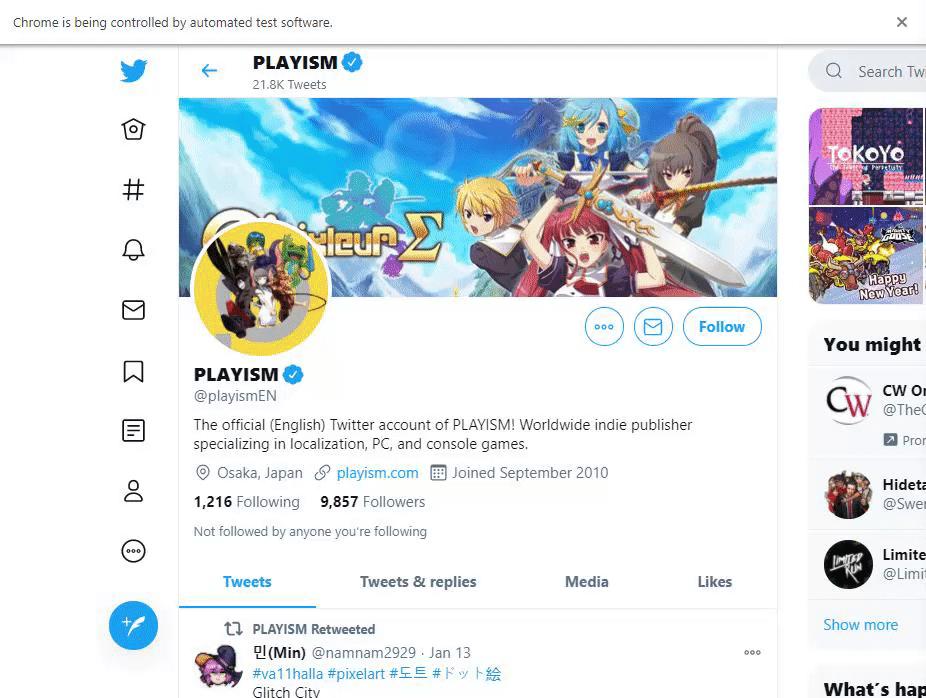 Chrome is being controlled by automated test software.
PLAYISM
21.8K Tweets
Search Twi
TOKOYO
Happy
New Year!
Follow
PLAYISM
@playismEN
The official (English) Twitter account of PLAYISM! Worldwide indie publisher
specializing in localization, PC, and console games.
Osaka, Japan playism.com Joined September 2010
1,216 Following 9,857 Followers
Not followed by anyone you're following
Tweets Tweets & replies Media Likes
PLAYISM Retweeted
민(Min) @namnam2929 · Jan 13
#va11halla #pixelart #도트 #ドット絵
Glitch City
You might
CW
CW Or
@TheC
Pror
Hideta
@Swer
LIMITED
RUN
Limite
@Limit
Show more
What's hap